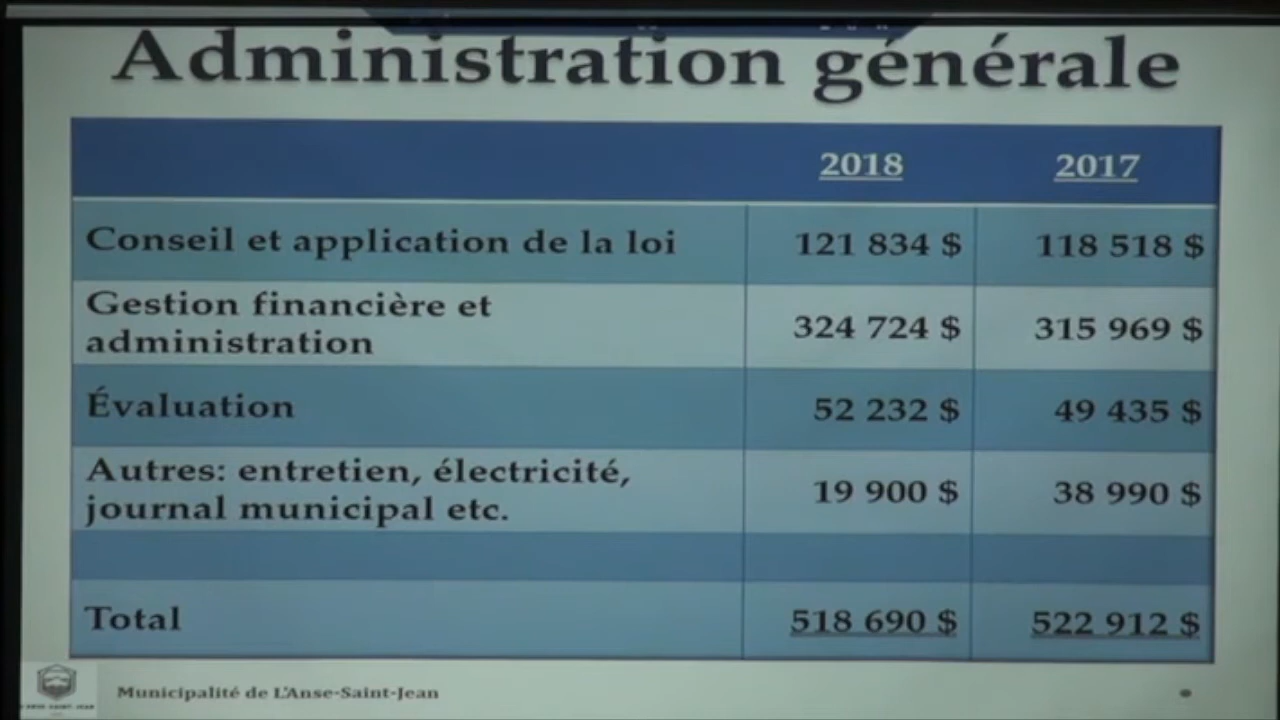 Administration générale
2018 2017
Conseil et application de la loi 121 834 $ 118 518 $
Gestion financière et
administration 324 724 $ 315 969 $
Évaluation 52 232 $ 49 435 $
Autres: entretien, électricité,
journal municipal etc. 19 900 $ 38 990 $
Total 518 690 $ 522 912 $
Municipalité de L'Anse-Saint-Jean